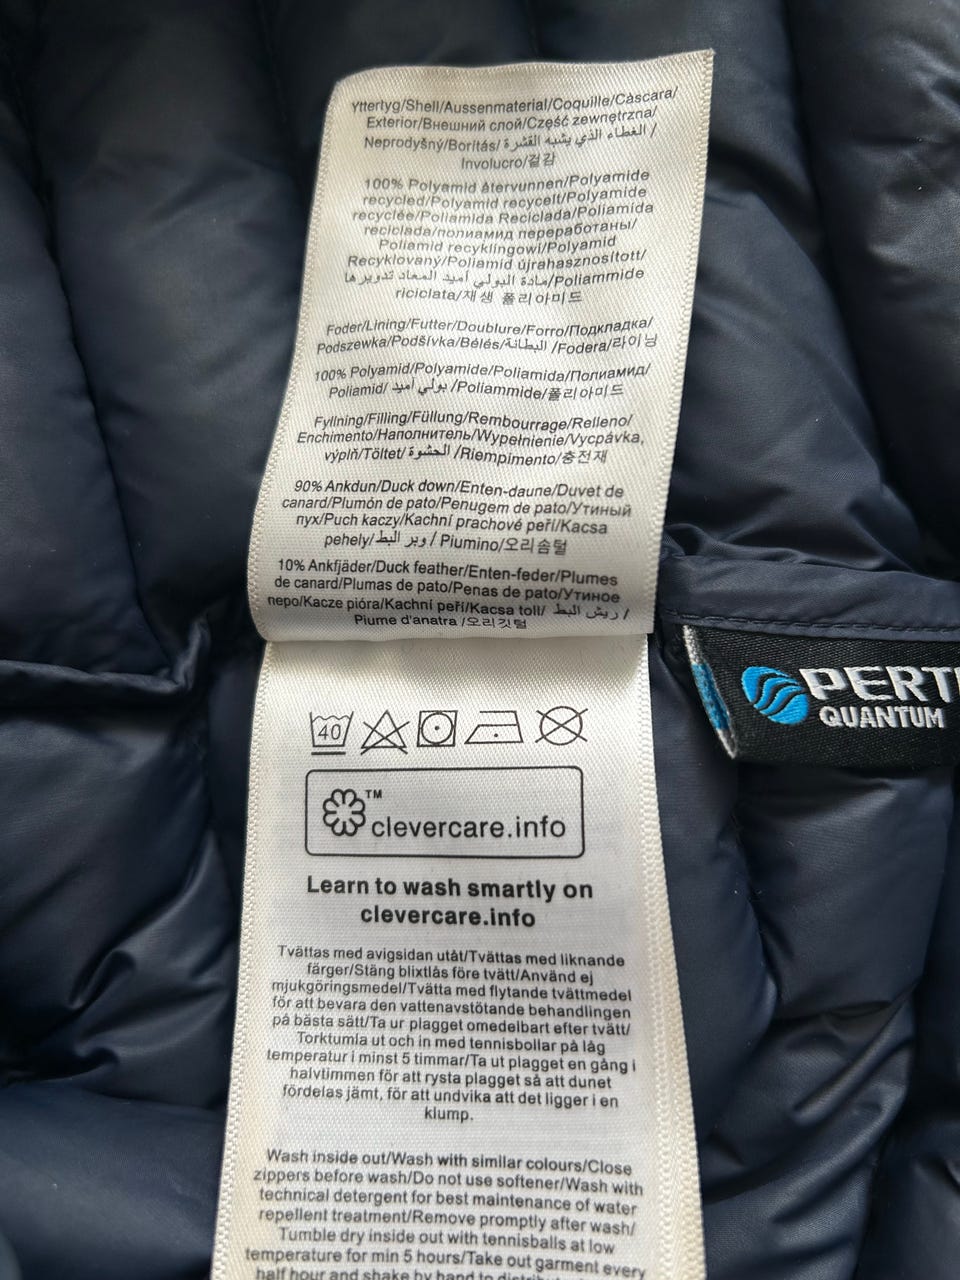 Yttertyg/Shell/Aussenmaterial/Coquille/Càscara/
Exterior/Внешний слой/Część zewnętrzna/
Neprodyšný/Borítás/ الغطاء الذي يشبه القشرة /
Involucro/겉감
100% Polyamid återvunnen/Polyamide
recycled/Polyamid recycelt/Polyamide
recyclée/Poliamida Reciclada/Poliamida
reciclada/полиамид переработаны/
Poliamid recyklingowi/Polyamid
Recyklovaný/Poliamid újrahasznosított/
مادة البولي أميد المعاد تدويرها/Poliammide
riciclata/재생 폴리아미드
Foder/Lining/Futter/Doublure/Forro/Подкладка/
Podszewka/Podšívka/Bélés/البطانة /Fodera/라이닝
100% Polyamid/Polyamide/Poliamida/Полиамид/
Poliamid/ بولي أميد /Poliammide/폴리아미드
Fyllning/Filling/Füllung/Rembourrage/Relleno/
Enchimento/Наполнитель/Wypełnienie/Vycpávka,
výplň/Töltet/ الحشوة /Riempimento/충전재
90% Ankdun/Duck down/Enten-daune/Duvet de
canard/Plumón de pato/Penugem de pato/Утиный
пух/Puch kaczy/Kachní prachové peří/Kacsa
pehely/وبر البط / Piumino/오리솜털
10% Ankfjäder/Duck feather/Enten-feder/Plumes
de canard/Plumas de pato/Penas de pato/Утиное
перо/Kacze pióra/Kachní peří/Kacsa toll/ ريش البط /
Piume d'anatra /오리깃털
PERT
QUANTUM
40
clevercare.info
TM
Learn to wash smartly on
clevercare.info
Tvättas med avigsidan utåt/Tvättas med liknande
färger/Stäng blixtlås före tvätt/Använd ej
mjukgöringsmedel/Tvätta med flytande tvättmedel
för att bevara den vattenavstötande behandlingen
på bästa sätt/Ta ur plagget omedelbart efter tvätt/
Torktumla ut och in med tennisbollar på låg
temperatur i minst 5 timmar/Ta ut plagget en gång i
halvtimmen för att rysta plagget så att dunet
fördelas jämt, för att undvika att det ligger i en
klump.
Wash inside out/Wash with similar colours/Close
zippers before wash/Do not use softener/Wash with
technical detergent for best maintenance of water
repellent treatment/Remove promptly after wash/
Tumble dry inside out with tennisballs at low
temperature for min 5 hours/Take out garment every
half hour and shake by hand to